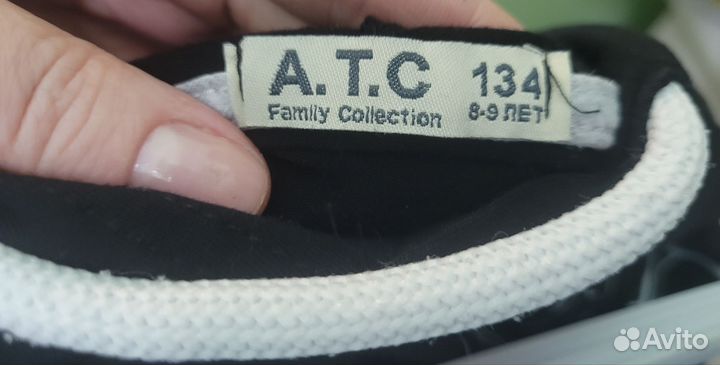 A.T.C 134
Family Collection 8-9 ЛЕТ
Avito